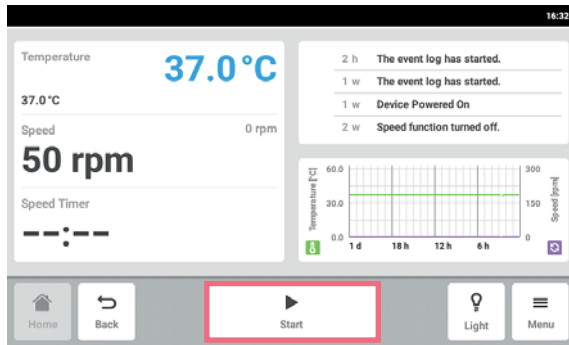 16:32
Temperature
37.0°C
37.0°C
Speed
0 rpm
50 rpm
Speed Timer
--:--
2 h The event log has started.
1 w The event log has started.
1 w Device Powered On
2 w Speed function turned off.
Temperature [°C]
60.0
30.0
0.0
300
150
0
Speed [rpm]
1 d 18 h 12 h 6 h
Home
Back
Start
Light
Menu